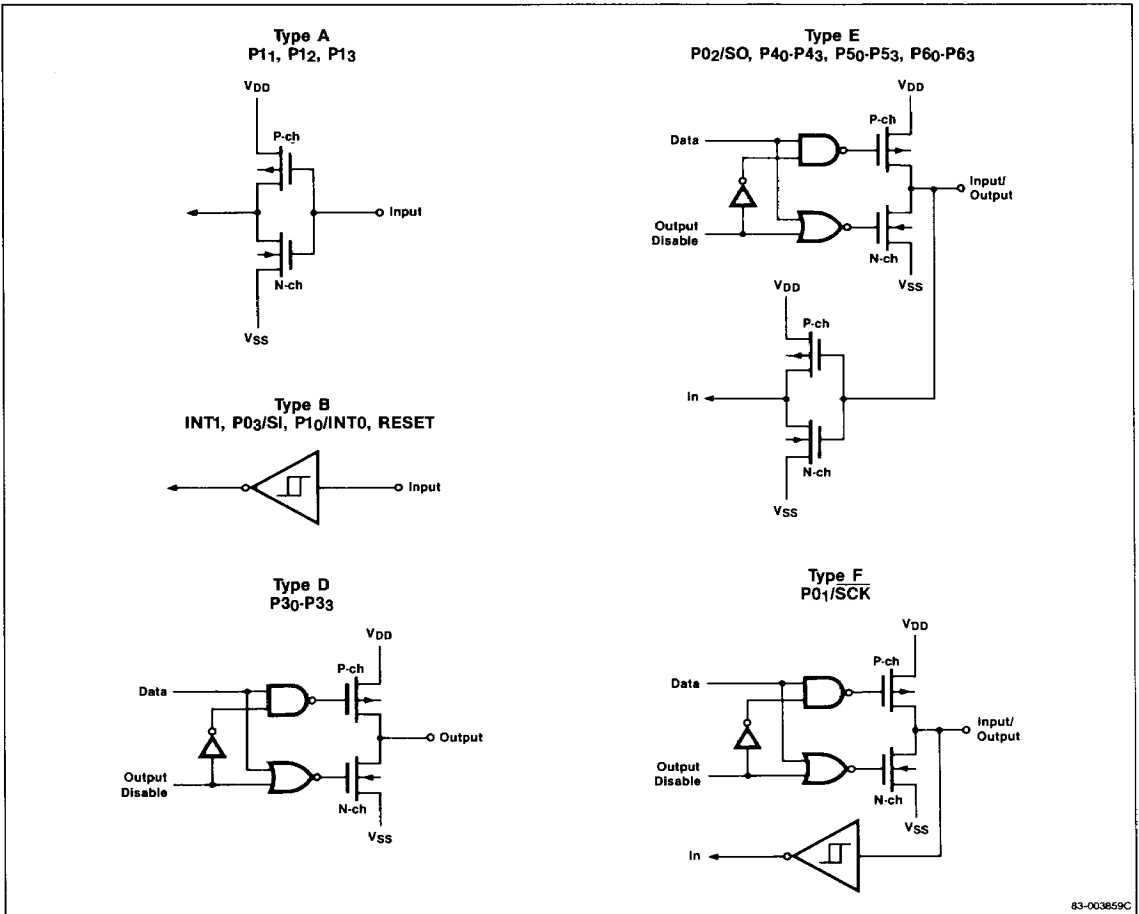 Type A
P11, P12, P13
VDD
P-ch
Input
N-ch
VSS
Type B
INT1, P03/SI, P10/INT0, RESET
Input
Type D
P30-P33
VDD
P-ch
Data
Output
Output
Disable
N-ch
VSS
Type E
P02/SO, P40-P43, P50-P53, P60-P63
VDD
P-ch
Data
Input/
Output
Output
Disable
N-ch
VSS
VDD
P-ch
In
N-ch
VSS
Type F
P01/SCK
VDD
P-ch
Data
Input/
Output
Output
Disable
N-ch
VSS
In
83-003859C